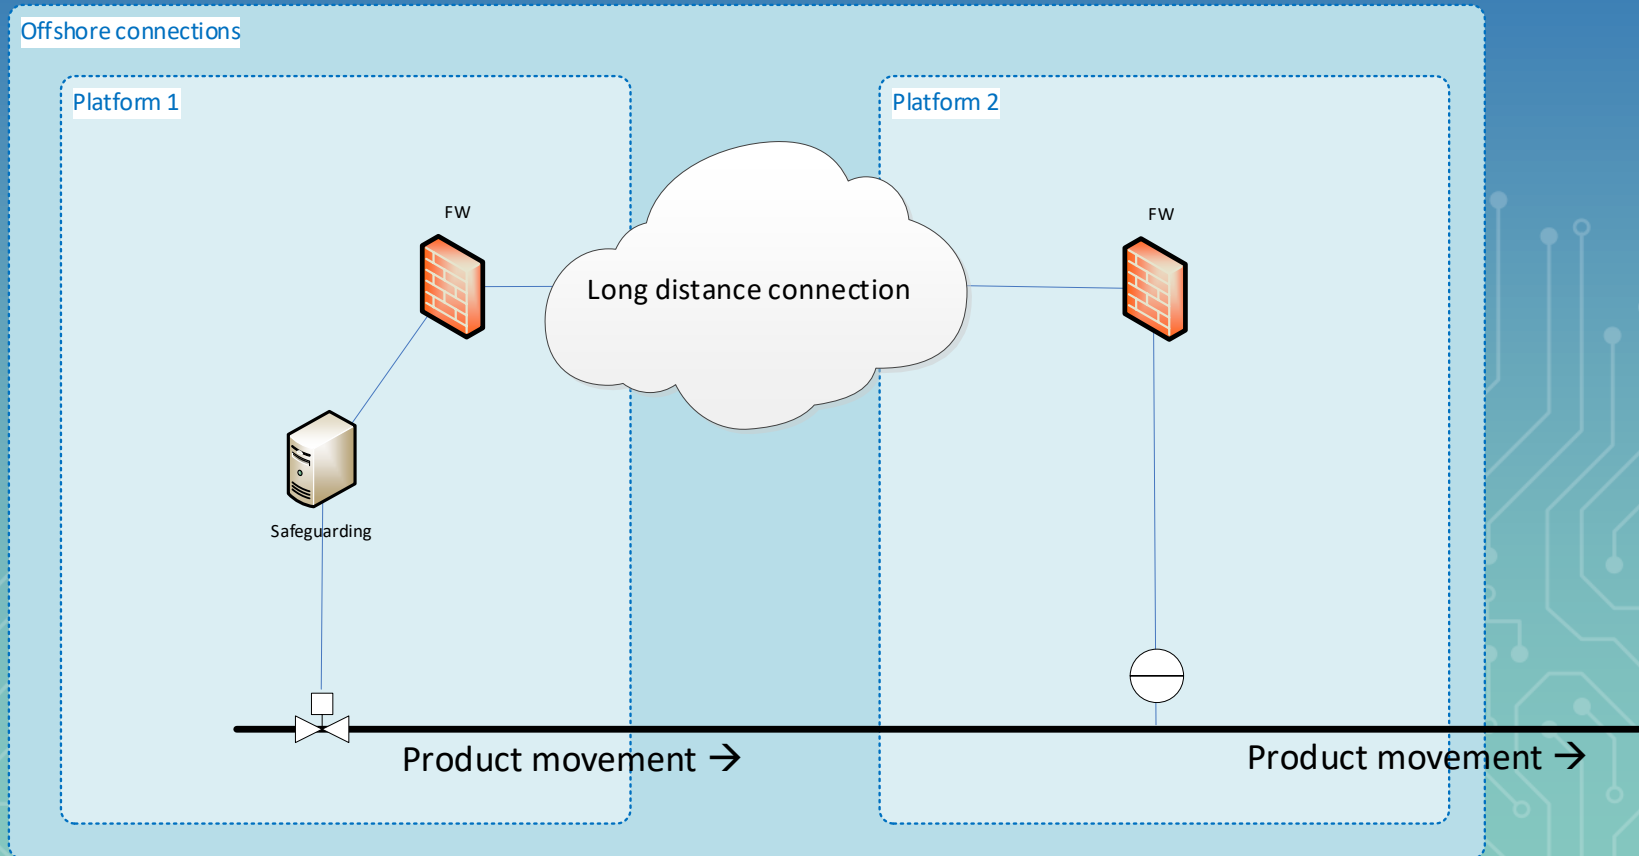 Offshore connections
Platform 1
Platform 2
FW
FW
Long distance connection
Safeguarding
Product movement →
Product movement →